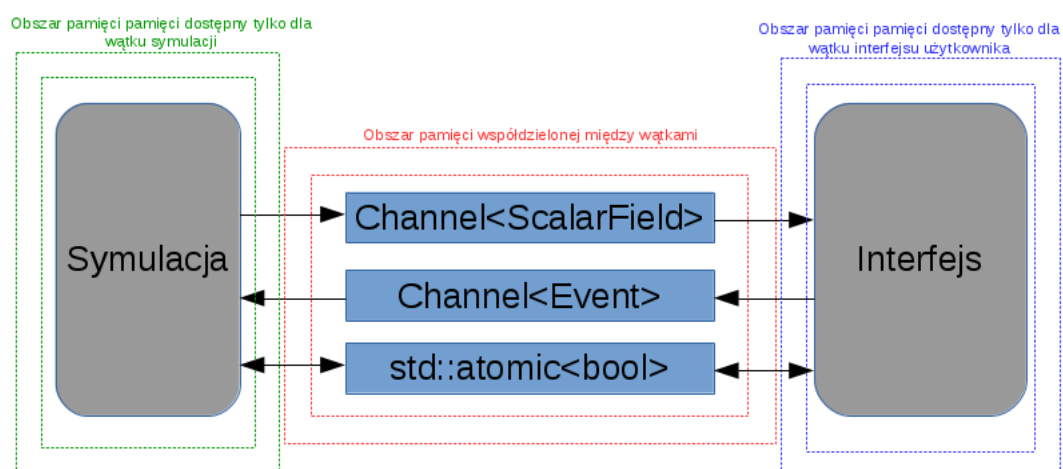 Obszar pamięci pamięci dostępny tylko dla
wątku symulacji
Obszar pamięci pamięci dostępny tylko dla
wątku interfejsu użytkownika
Obszar pamięci współdzielonej między wątkami
Symulacja
Channel<ScalarField>
Channel<Event>
std::atomic<bool>
Interfejs